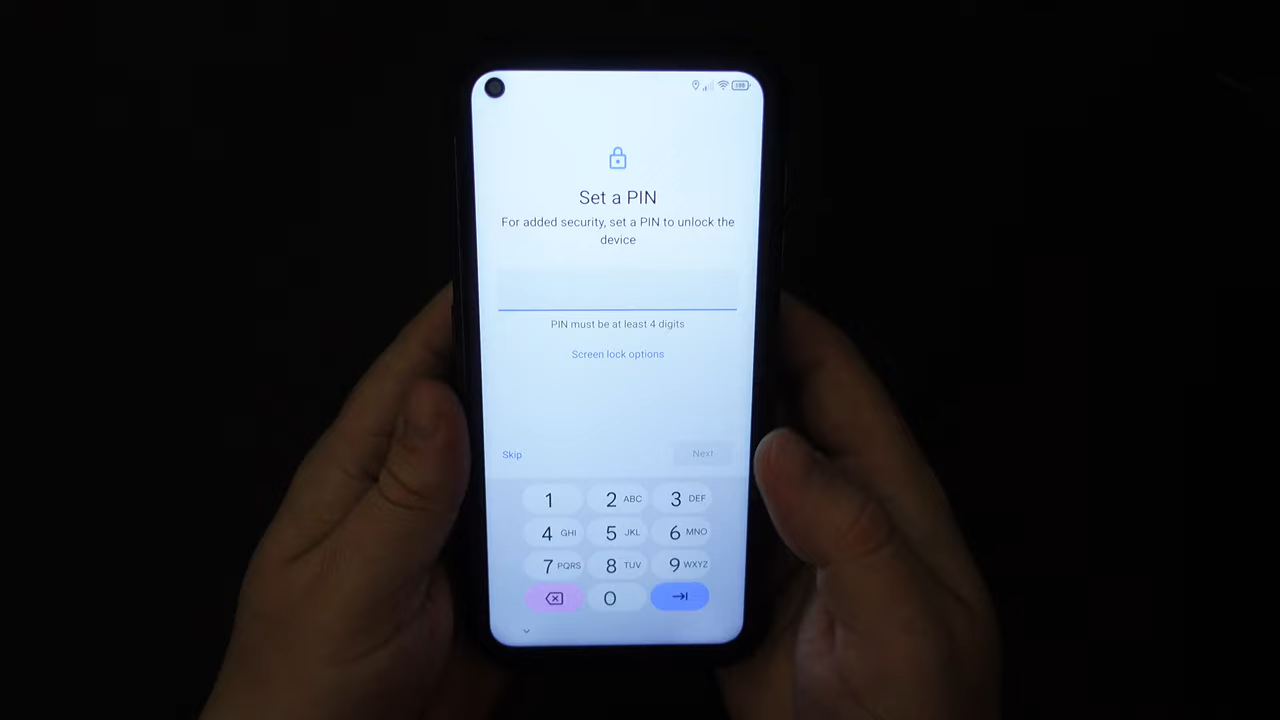 100
Set a PIN
For added security, set a PIN to unlock the
device
PIN must be at least 4 digits
Screen lock options
Skip Next
1 2 ABC 3 DEF
4 GHI 5 JKL 6 MNO
7 PQRS 8 TUV 9 WXYZ
0